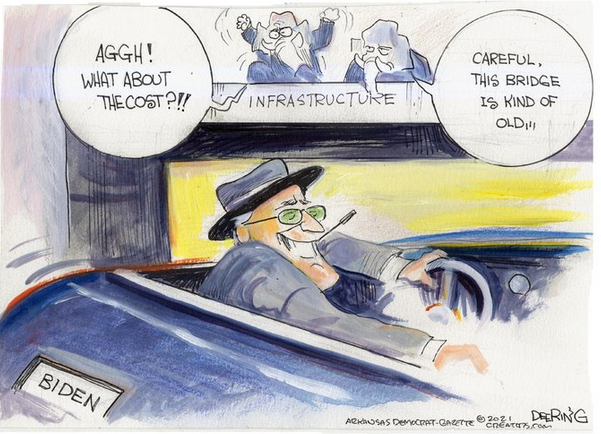 AGGH!
WHAT ABOUT
THE COST?!!
CAREFUL,
THIS BRIDGE
IS KIND OF
OLD,,,
INFRASTRUCTURE
BIDEN
ARKANSAS DEMOCRAT-GAZETTE © 2021
CREATORS.COM
DEERING